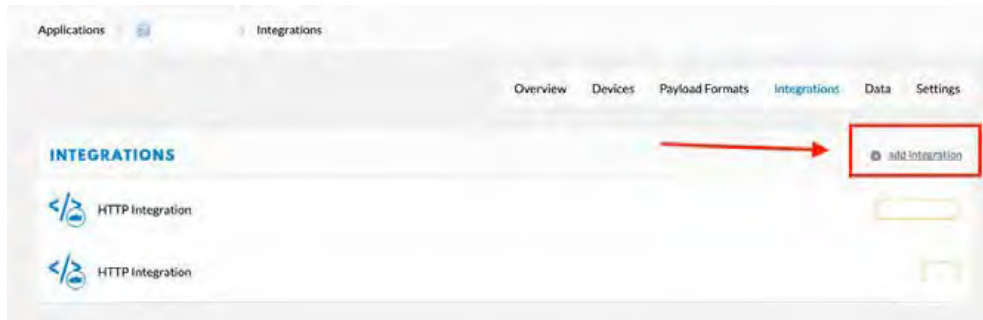 Applications Integrations
Overview Devices Payload Formats Integrations Data Settings
INTEGRATIONS
add integration
HTTP Integration
HTTP Integration